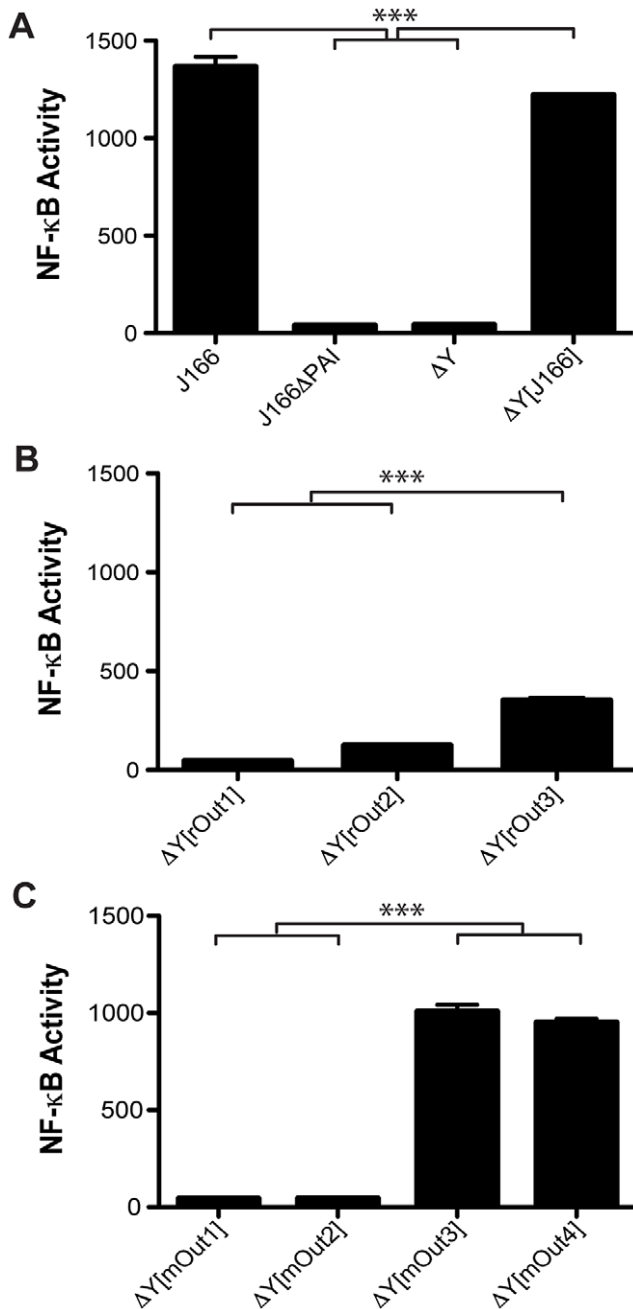 A
***
1500
1000
500
0
NF-κB Activity
J166
J166ΔPAI
ΔY
ΔY[J166]
B
***
1500
1000
500
0
NF-κB Activity
ΔY[rOut1]
ΔY[rOut2]
ΔY[rOut3]
C
***
1500
1000
500
0
NF-κB Activity
ΔY[mOut1]
ΔY[mOut2]
ΔY[mOut3]
ΔY[mOut4]